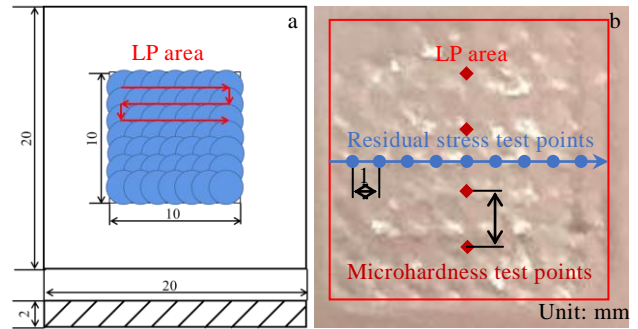 a
LP area
20
10
10
20
2
b
LP area
Residual stress test points
1
Microhardness test points
Unit: mm